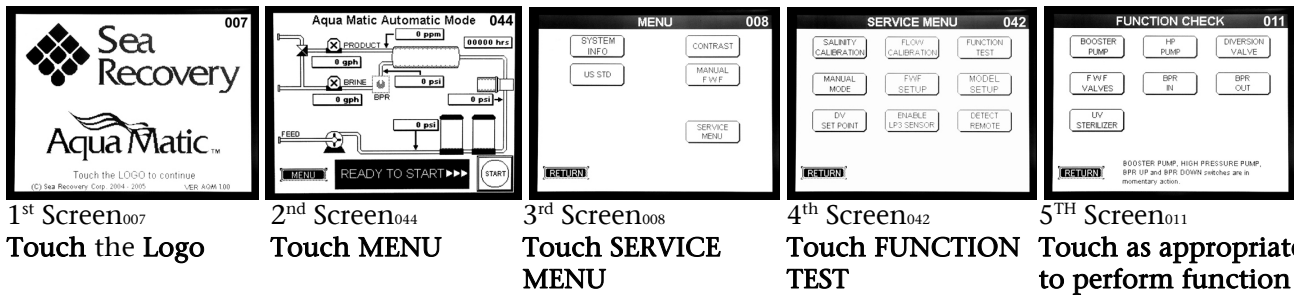 007
Sea
Recovery
Aqua Matic™
Touch the LOGO to continue
(C) Sea Recovery Corp. 2004 - 2005 VER AQM 1.00
1st Screen007
Touch the Logo
Aqua Matic Automatic Mode 044
0 ppm
00000 hrs
PRODUCT
0 gph
BRINE
0 psi
0 gph
BPR
0 psi
0 psi
FEED
MENU
READY TO START▶▶▶
START
2nd Screen044
Touch MENU
MENU 008
SYSTEM
INFO
CONTRAST
US STD
MANUAL
F W F
SERVICE
MENU
RETURN
3rd Screen008
Touch SERVICE
MENU
SERVICE MENU 042
SALINITY
CALIBRATION
FLOW
CALIBRATION
FUNCTION
TEST
MANUAL
MODE
FWF
SETUP
MODEL
SETUP
DV
SET POINT
ENABLE
LP3 SENSOR
DETECT
REMOTE
RETURN
4th Screen042
Touch FUNCTION
TEST
FUNCTION CHECK 011
BOOSTER
PUMP
HP
PUMP
DIVERSION
VALVE
F W F
VALVES
BPR
IN
BPR
OUT
UV
STERILIZER
BOOSTER PUMP, HIGH PRESSURE PUMP,
BPR UP and BPR DOWN switches are in
momentary action.
RETURN
5TH Screen011
Touch as appropriate
to perform function